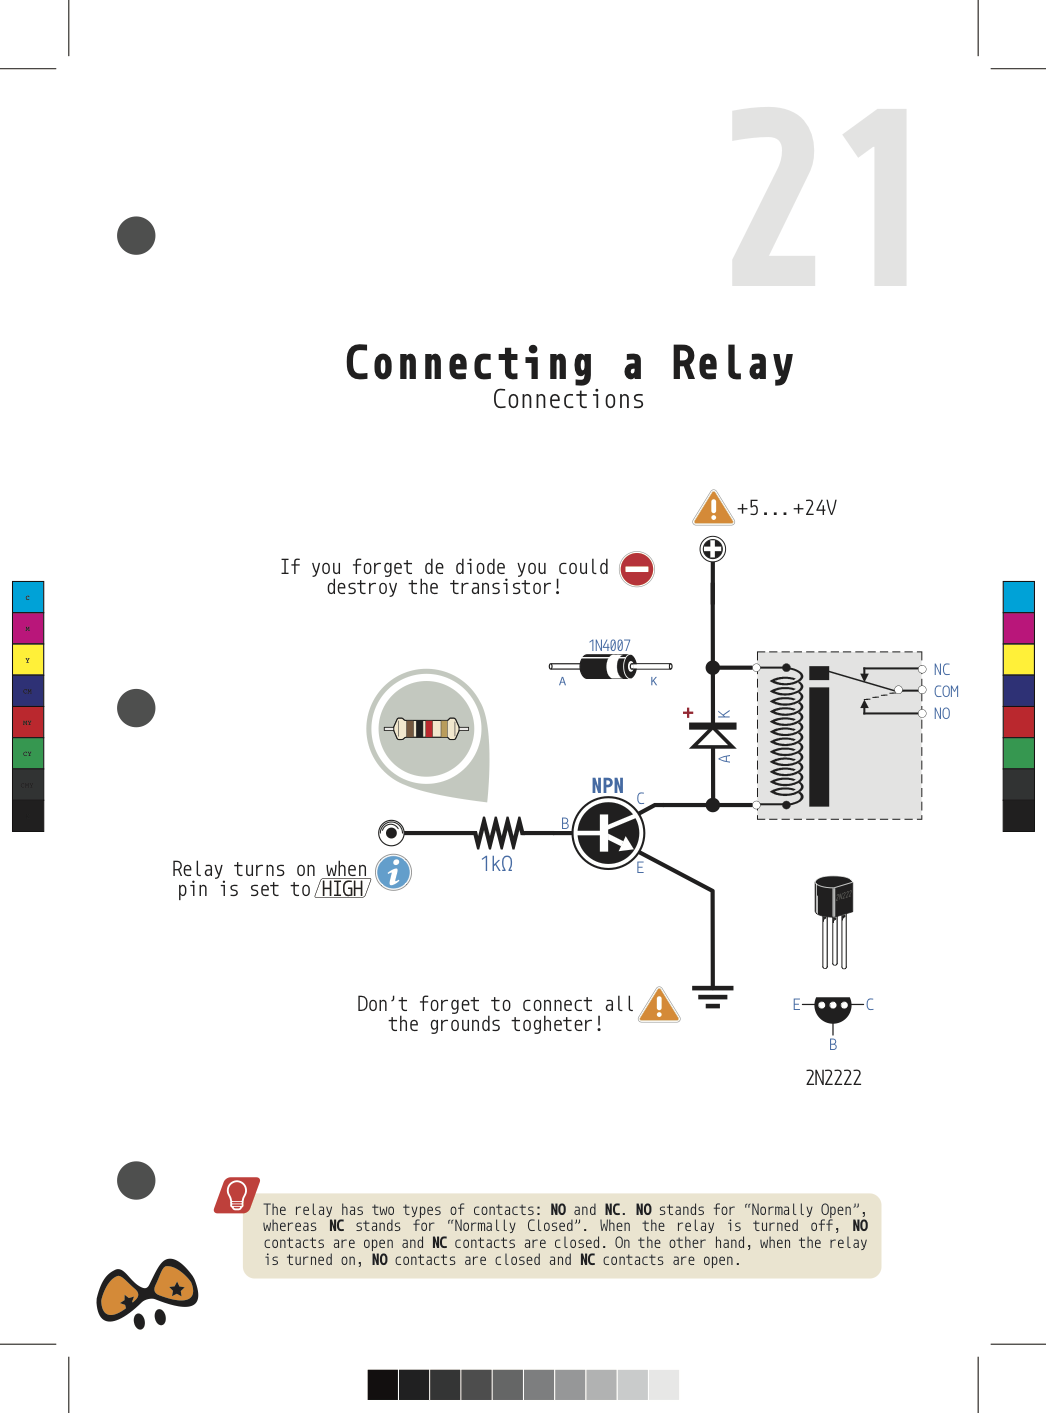 21
Connecting a Relay
Connections
+5...+24V
If you forget de diode you could
destroy the transistor!
1N4007
A
K
NC
COM
NO
+
K
A
NPN
C
B
E
1kΩ
Relay turns on when
pin is set to HIGH
i
2N2222
Don't forget to connect all
the grounds togheter!
E
C
B
2N2222
The relay has two types of contacts: NO and NC. NO stands for "Normally Open",
whereas NC stands for "Normally Closed". When the relay is turned off, NO
contacts are open and NC contacts are closed. On the other hand, when the relay
is turned on, NO contacts are closed and NC contacts are open.
C
M
Y
CM
MY
CY
CMY